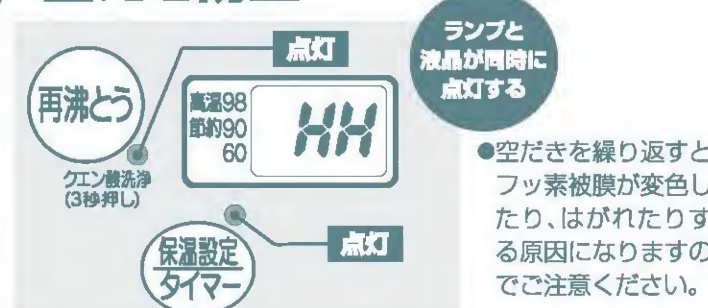 点灯
再沸とう
クエン酸洗浄
(3秒押し)
高温98
節約90
60
HH
保温設定
タイマー
点灯
ランプと
液晶が同時に
点灯する
●空だきを繰り返すと
フッ素被膜が変色し
たり、はがれたりす
る原因になりますの
でご注意ください。